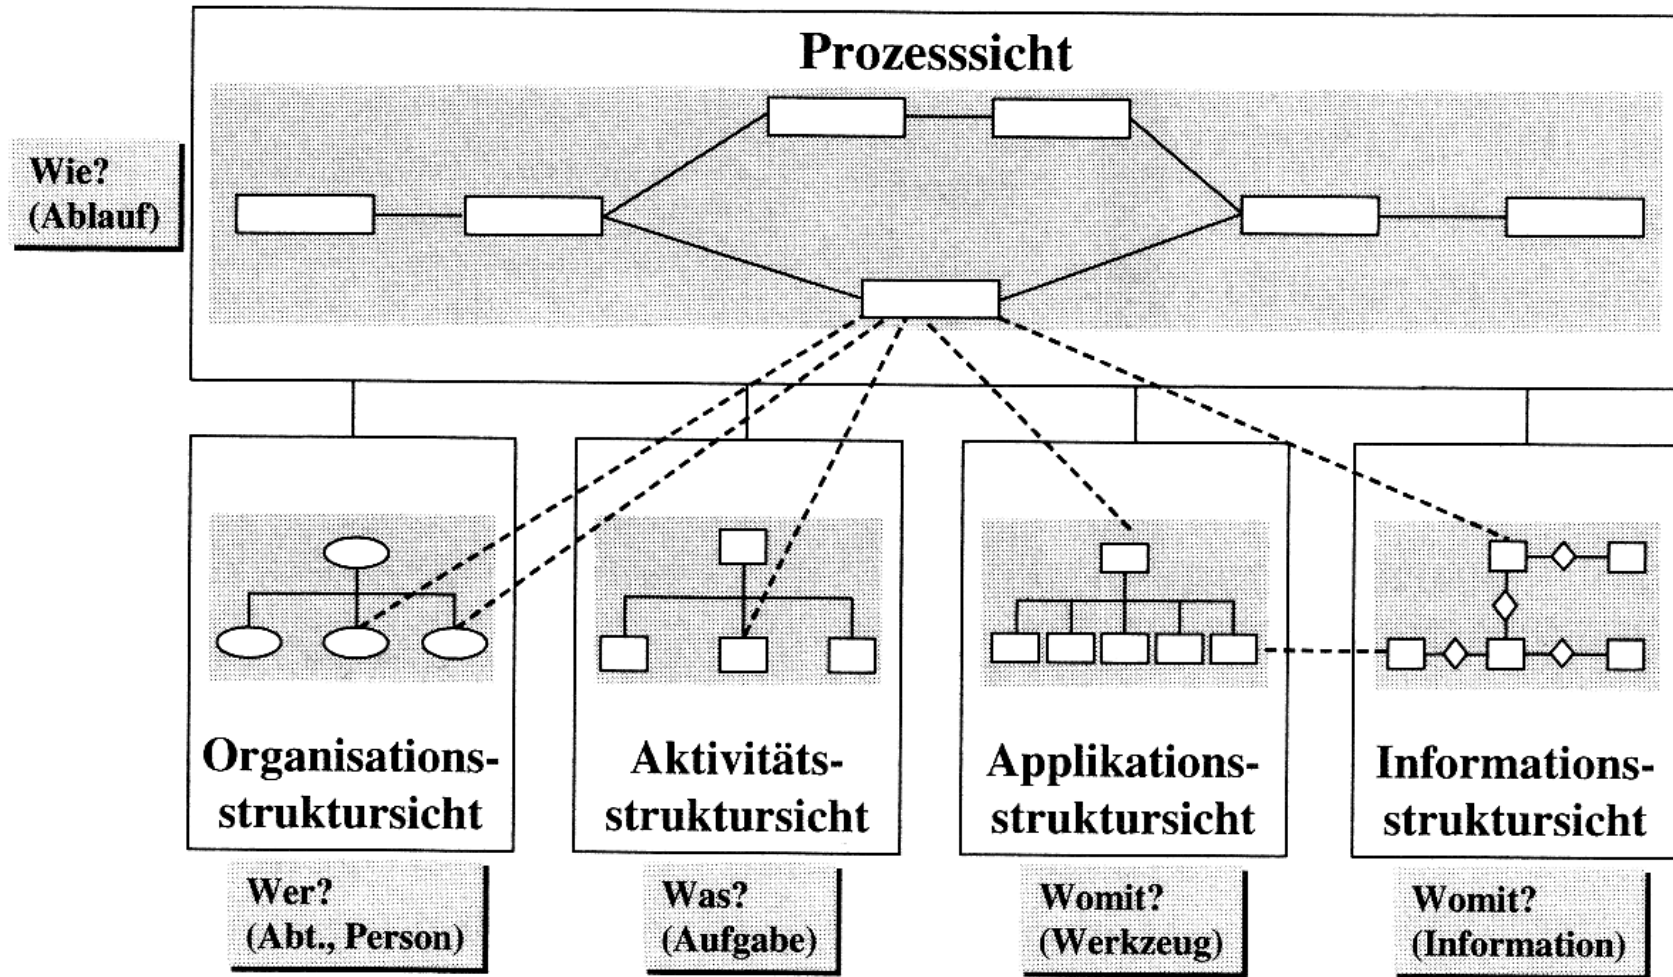 Prozesssicht
Wie?
(Ablauf)
Organisations-
struktursicht
Aktivitäts-
struktursicht
Applikations-
struktursicht
Informations-
struktursicht
Wer?
(Abt., Person)
Was?
(Aufgabe)
Womit?
(Werkzeug)
Womit?
(Information)